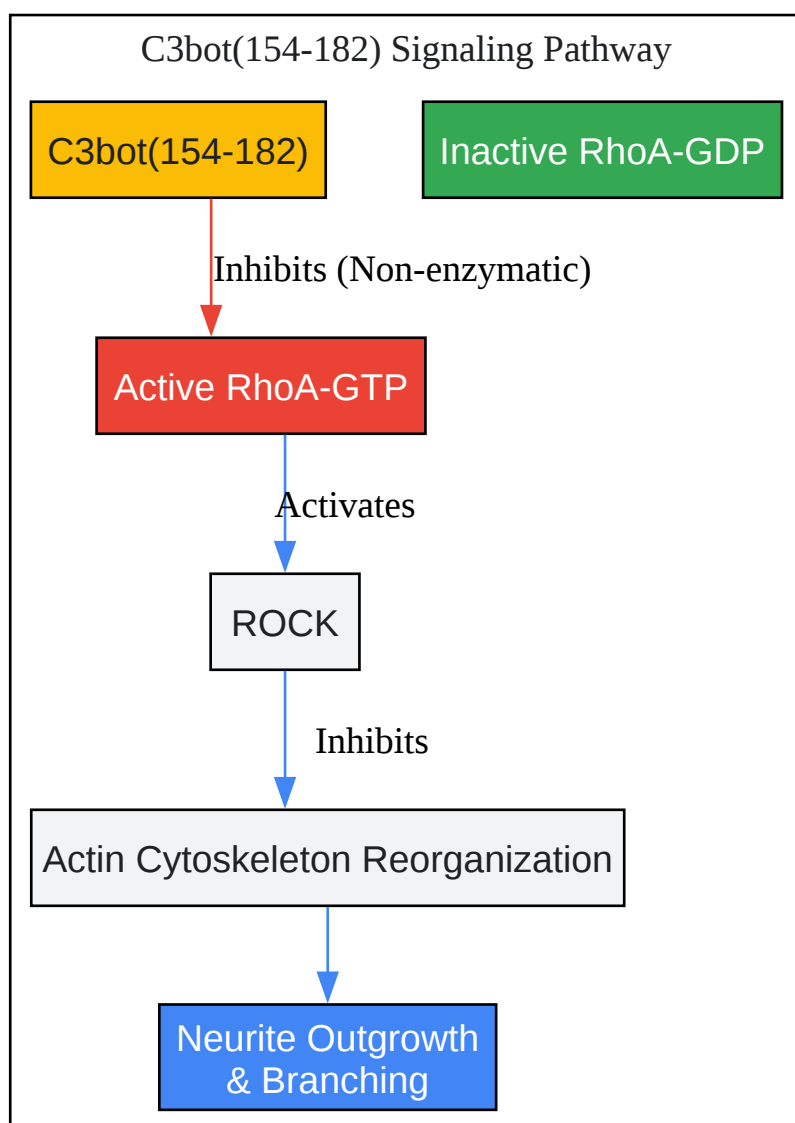 C3bot(154-182) Signaling Pathway
C3bot(154-182)
Inactive RhoA-GDP
Inhibits (Non-enzymatic)
Active RhoA-GTP
Activates
ROCK
Inhibits
Actin Cytoskeleton Reorganization
Neurite Outgrowth
& Branching